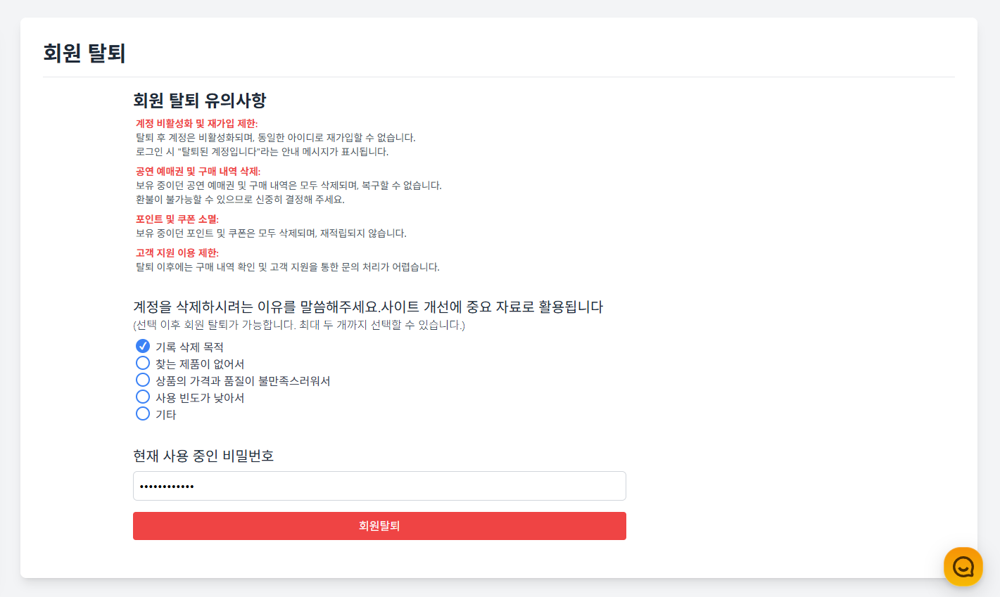 회원 탈퇴
회원 탈퇴 유의사항
계정 비활성화 및 재가입 제한:
탈퇴 후 계정은 비활성화되며, 동일한 아이디로 재가입할 수 없습니다.
로그인 시 "탈퇴된 계정입니다"라는 안내 메시지가 표시됩니다.
공연 예매권 및 구매 내역 삭제:
보유 중이던 공연 예매권 및 구매 내역은 모두 삭제되며, 복구할 수 없습니다.
환불이 불가능할 수 있으므로 신중히 결정해 주세요.
포인트 및 쿠폰 소멸:
보유 중이던 포인트 및 쿠폰은 모두 삭제되며, 재적립되지 않습니다.
고객 지원 이용 제한:
탈퇴 이후에는 구매 내역 확인 및 고객 지원을 통한 문의 처리가 어렵습니다.
계정을 삭제하시려는 이유를 말씀해주세요.사이트 개선에 중요 자료로 활용됩니다
(선택 이후 회원 탈퇴가 가능합니다. 최대 두 개까지 선택할 수 있습니다.)
기록 삭제 목적
찾는 제품이 없어서
상품의 가격과 품질이 불만족스러워서
사용 빈도가 낮아서
기타
현재 사용 중인 비밀번호
••••••••••••
회원탈퇴